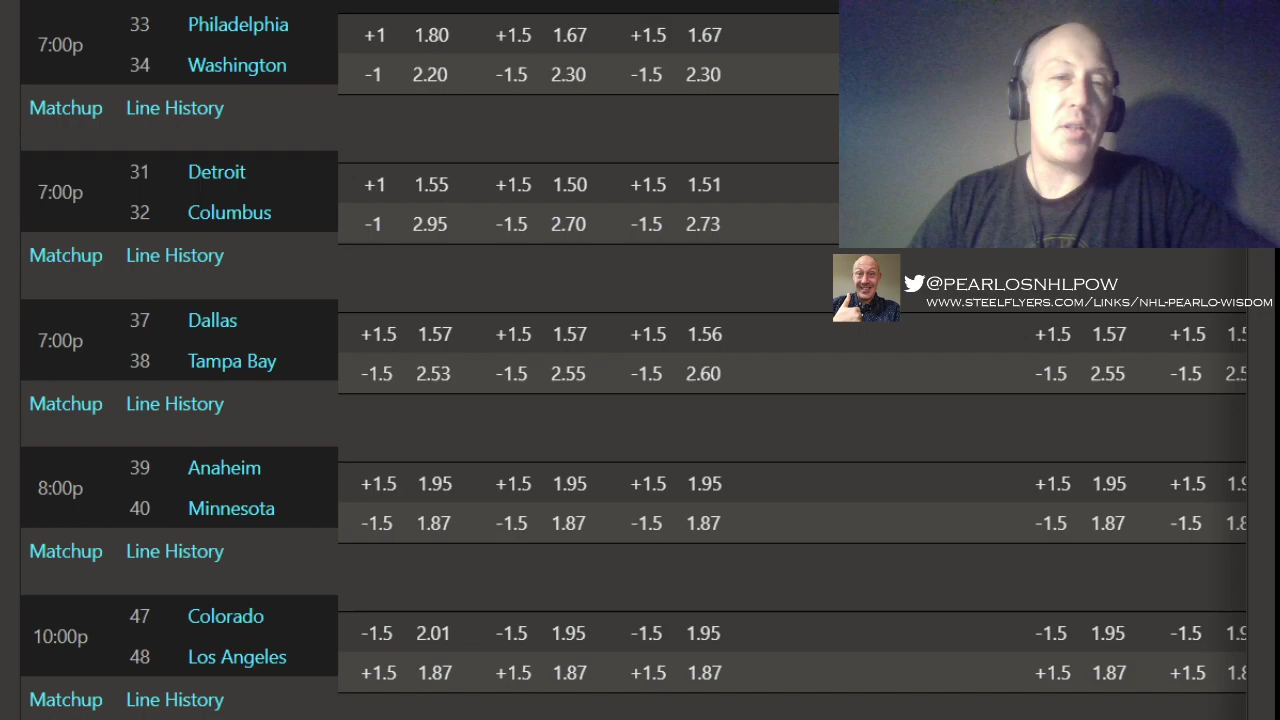 33 Philadelphia +1 1.80 +1.5 1.67 +1.5 1.67
7:00p
34 Washington -1 2.20 -1.5 2.30 -1.5 2.30
Matchup Line History
31 Detroit +1 1.55 +1.5 1.50 +1.5 1.51
7:00p
32 Columbus -1 2.95 -1.5 2.70 -1.5 2.73
Matchup Line History
@PEARLOSNHLPOW
WWW.STEELFLYERS.COM/LINKS/NHL-PEARLO-WISDOM
37 Dallas +1.5 1.57 +1.5 1.57 +1.5 1.56 +1.5 1.57 +1.5
7:00p
38 Tampa Bay -1.5 2.53 -1.5 2.55 -1.5 2.60 -1.5 2.55 -1.5
Matchup Line History
39 Anaheim +1.5 1.95 +1.5 1.95 +1.5 1.95 +1.5 1.95 +1.5
8:00p
40 Minnesota -1.5 1.87 -1.5 1.87 -1.5 1.87 -1.5 1.87 -1.5
Matchup Line History
47 Colorado -1.5 2.01 -1.5 1.95 -1.5 1.95 -1.5 1.95 -1.5
10:00p
48 Los Angeles +1.5 1.87 +1.5 1.87 +1.5 1.87 +1.5 1.87 +1.5
Matchup Line History